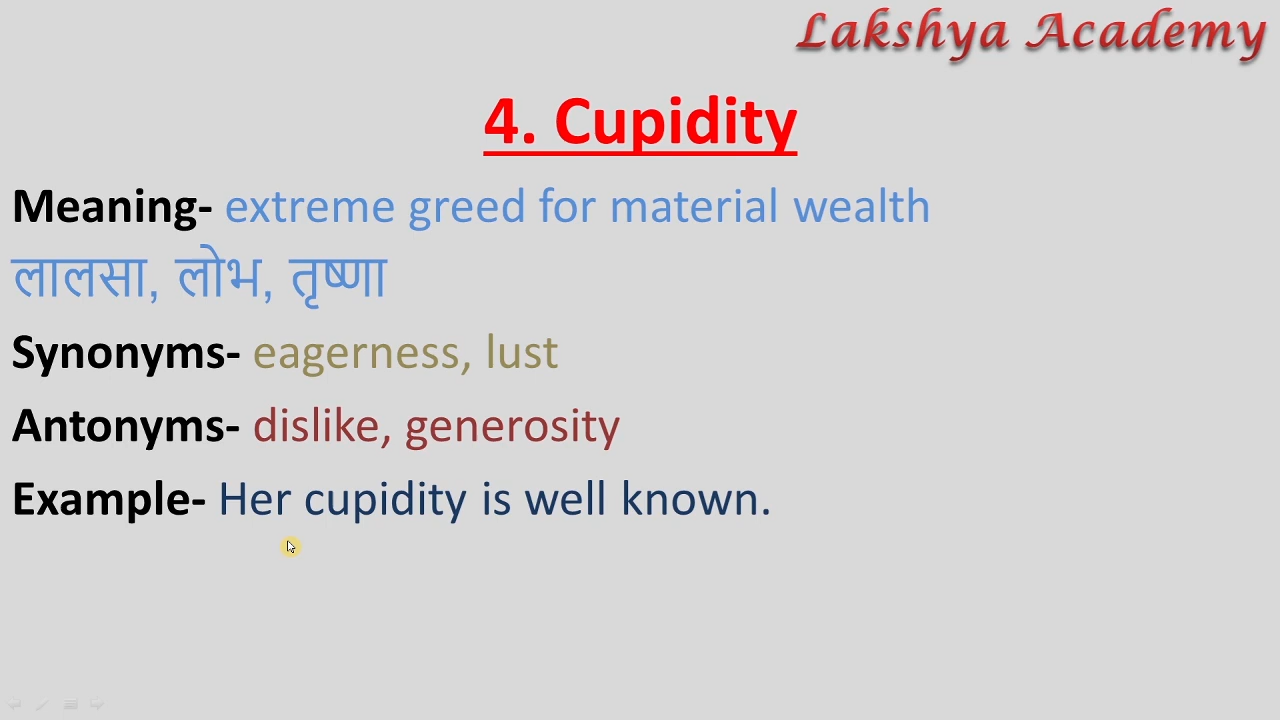 Lakshya Academy
4. Cupidity
Meaning- extreme greed for material wealth
लालसा, लोभ, तृष्णा
Synonyms- eagerness, lust
Antonyms- dislike, generosity
Example- Her cupidity is well known.